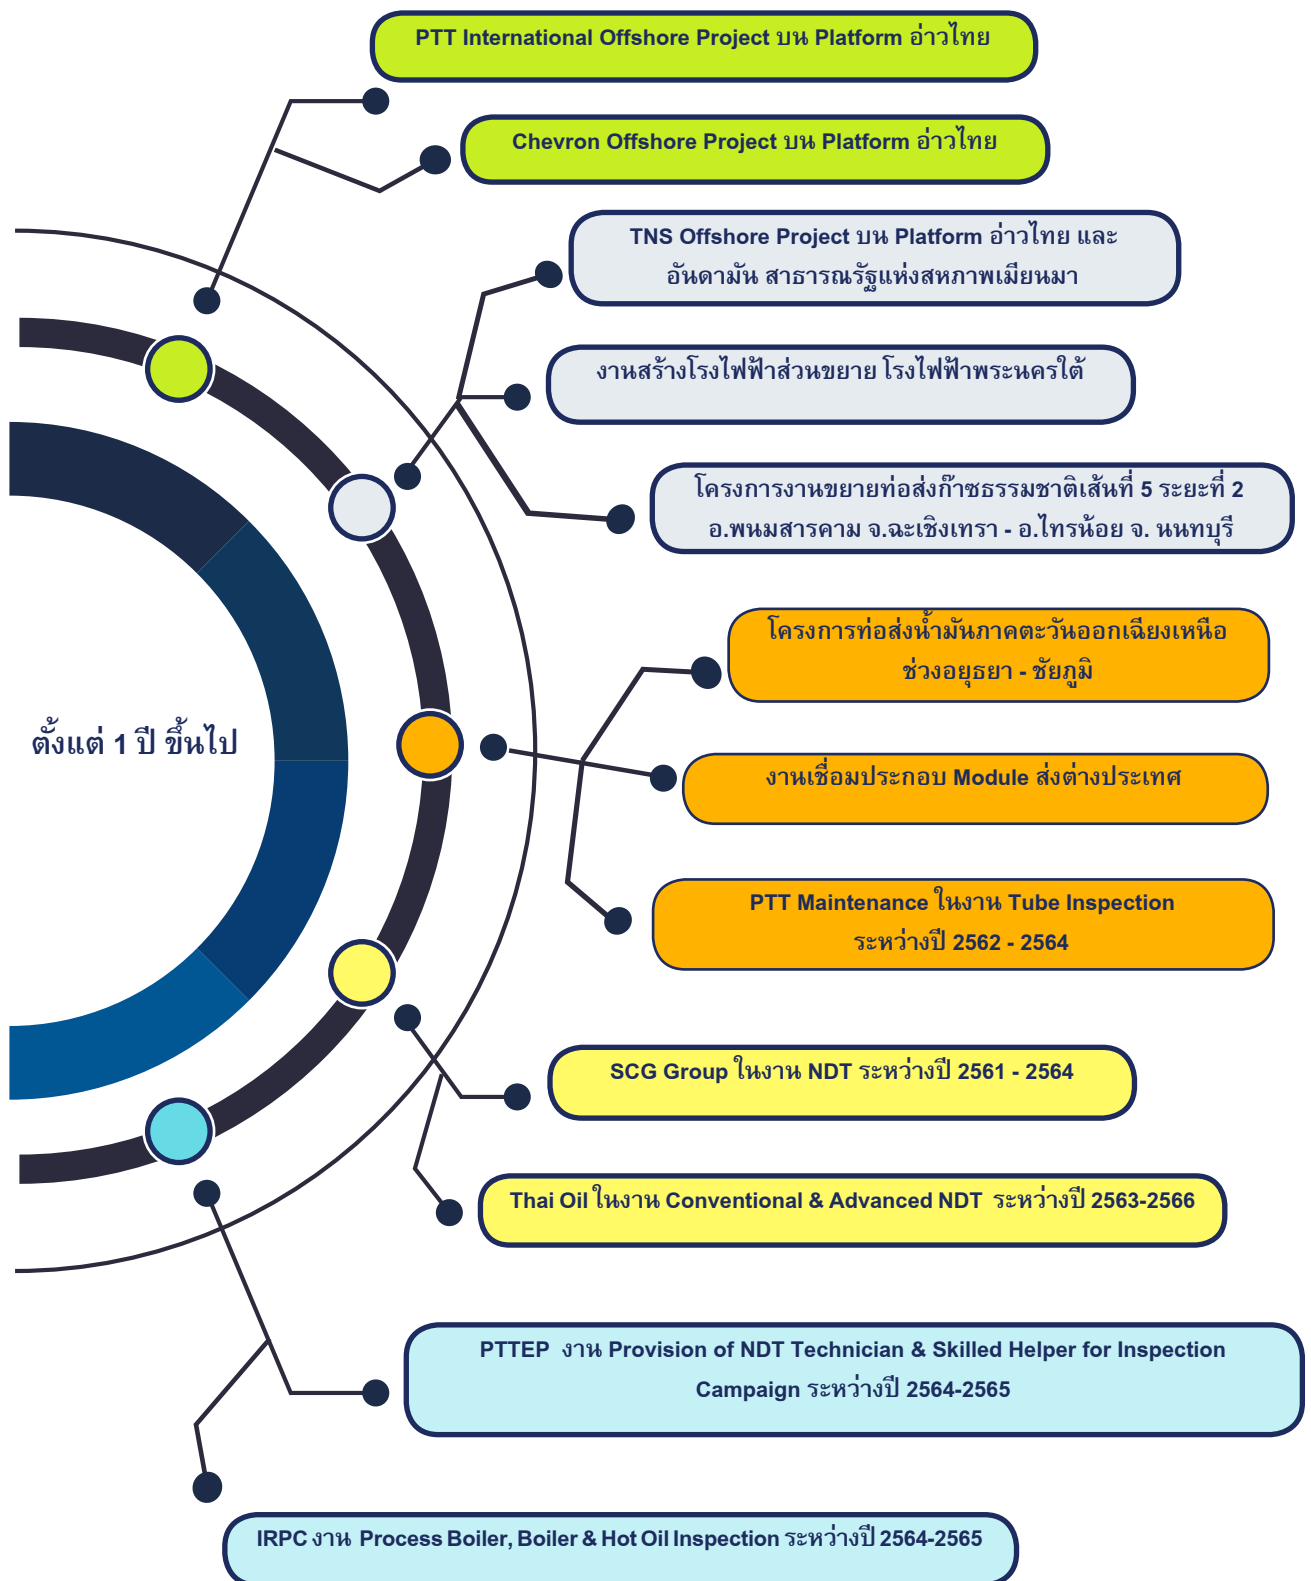 PTT International Offshore Project บน Platform อ่าวไทย
Chevron Offshore Project บน Platform อ่าวไทย
TNS Offshore Project บน Platform อ่าวไทย และ
อันดามัน สาธารณรัฐแห่งสหภาพเมียนมา
งานสร้างโรงไฟฟ้าส่วนขยาย โรงไฟฟ้าพระนครใต้
โครงการงานขยายท่อส่งก๊าซธรรมชาติเส้นที่ 5 ระยะที่ 2
อ.พนมสารคาม จ.ฉะเชิงเทรา - อ.ไทรน้อย จ. นนทบุรี
โครงการท่อส่งน้ำมันภาคตะวันออกเฉียงเหนือ
ช่วงอยุธยา - ชัยภูมิ
ตั้งแต่ 1 ปี ขึ้นไป
งานเชื่อมประกอบ Module ส่งต่างประเทศ
PTT Maintenance ในงาน Tube Inspection
ระหว่างปี 2562 - 2564
SCG Group ในงาน NDT ระหว่างปี 2561 - 2564
Thai Oil ในงาน Conventional & Advanced NDT ระหว่างปี 2563-2566
PTTEP งาน Provision of NDT Technician & Skilled Helper for Inspection
Campaign ระหว่างปี 2564-2565
IRPC งาน Process Boiler, Boiler & Hot Oil Inspection ระหว่างปี 2564-2565